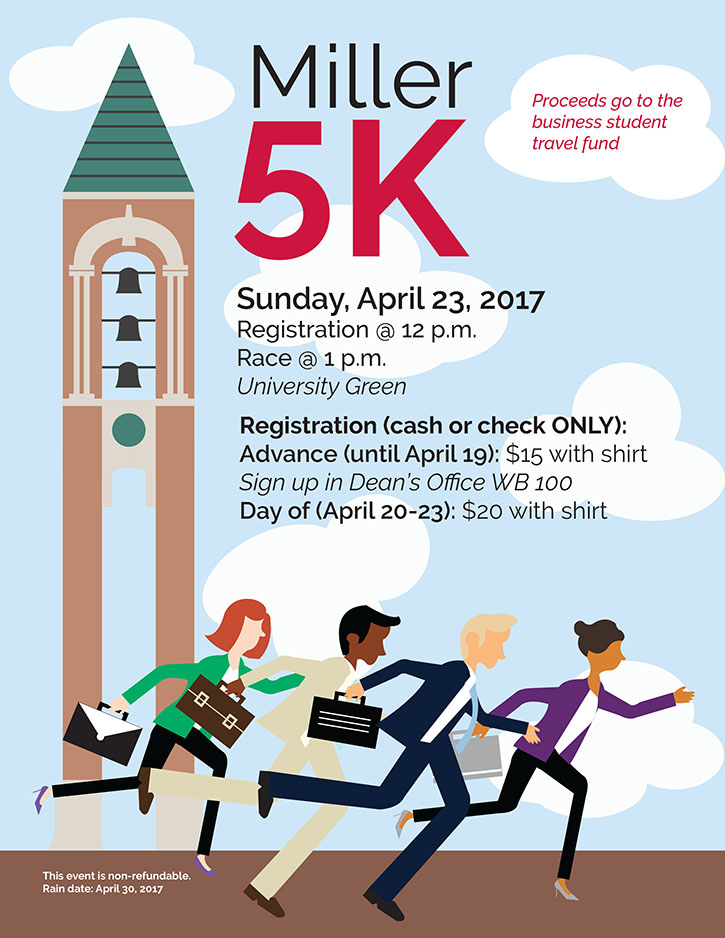 Miller
5K
Proceeds go to the
business student
travel fund
Sunday, April 23, 2017
Registration @ 12 p.m.
Race @ 1 p.m.
University Green
Registration (cash or check ONLY):
Advance (until April 19): $15 with shirt
Sign up in Dean's Office WB 100
Day of (April 20-23): $20 with shirt
This event is non-refundable.
Rain date: April 30, 2017